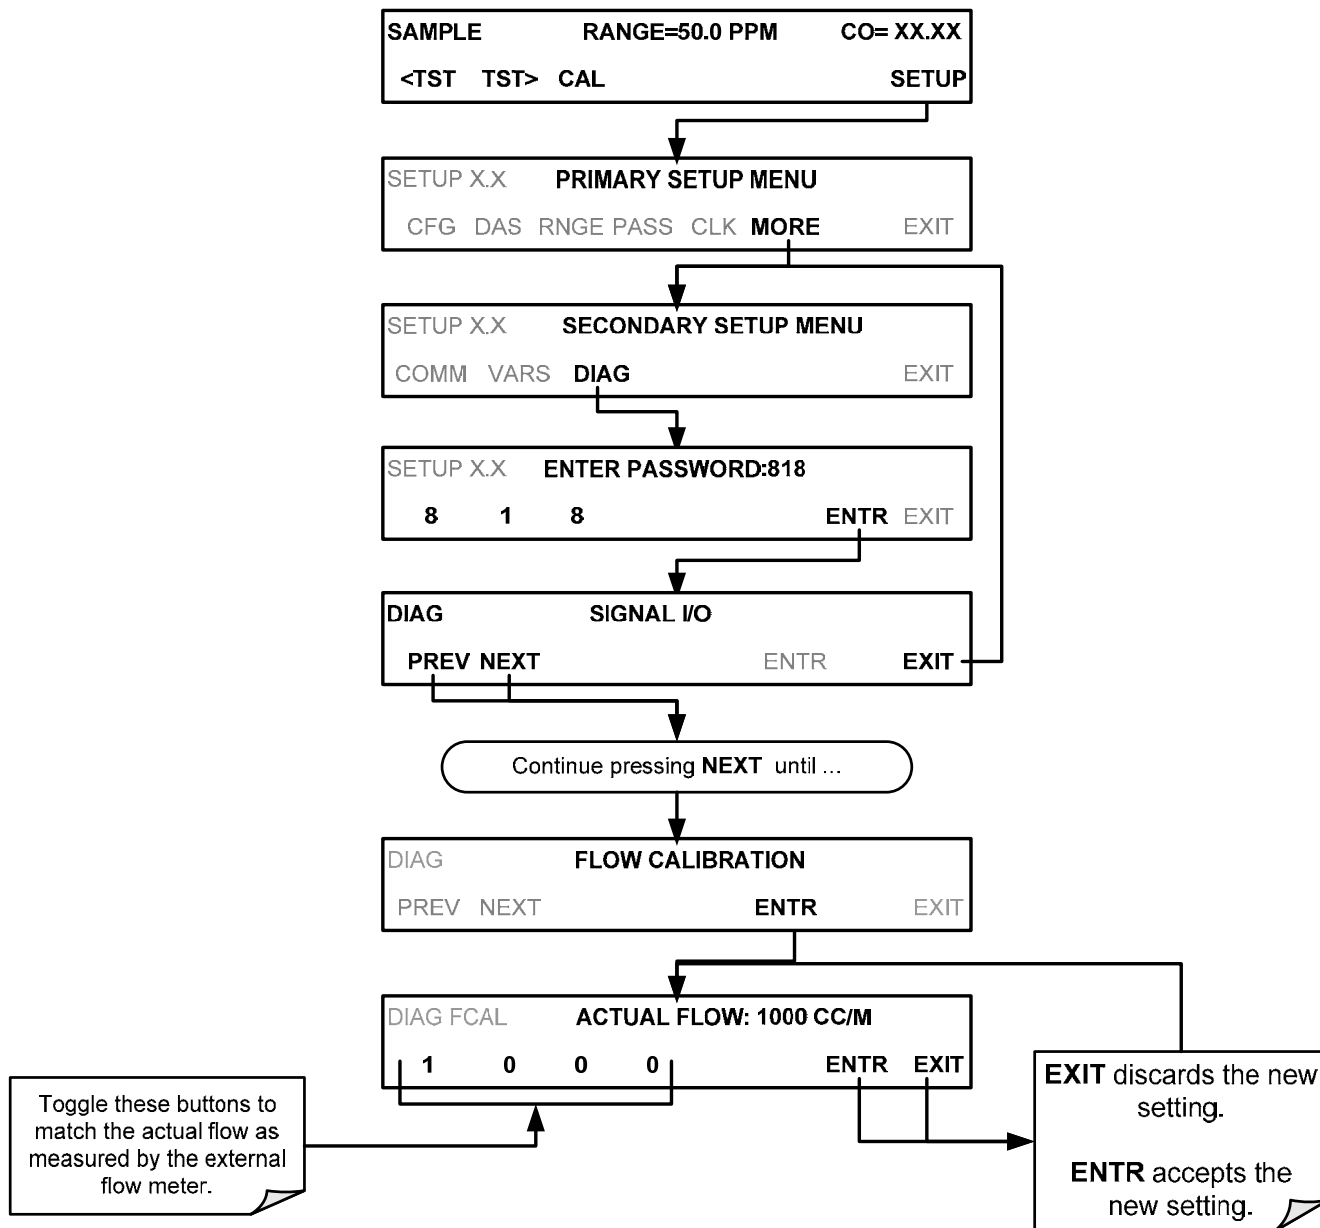 SAMPLE RANGE=50.0 PPM CO= XX.XX
<TST TST> CAL SETUP
SETUP X.X PRIMARY SETUP MENU
CFG DAS RNGE PASS CLK MORE EXIT
SETUP X.X SECONDARY SETUP MENU
COMM VARS DIAG EXIT
SETUP X.X ENTER PASSWORD:818
8 1 8 ENTR EXIT
DIAG SIGNAL I/O
PREV NEXT ENTR EXIT
Continue pressing NEXT until ...
DIAG FLOW CALIBRATION
PREV NEXT ENTR EXIT
DIAG FCAL ACTUAL FLOW: 1000 CC/M
1 0 0 0 ENTR EXIT
Toggle these buttons to
match the actual flow as
measured by the external
flow meter.
EXIT discards the new
setting.
ENTR accepts the
new setting.